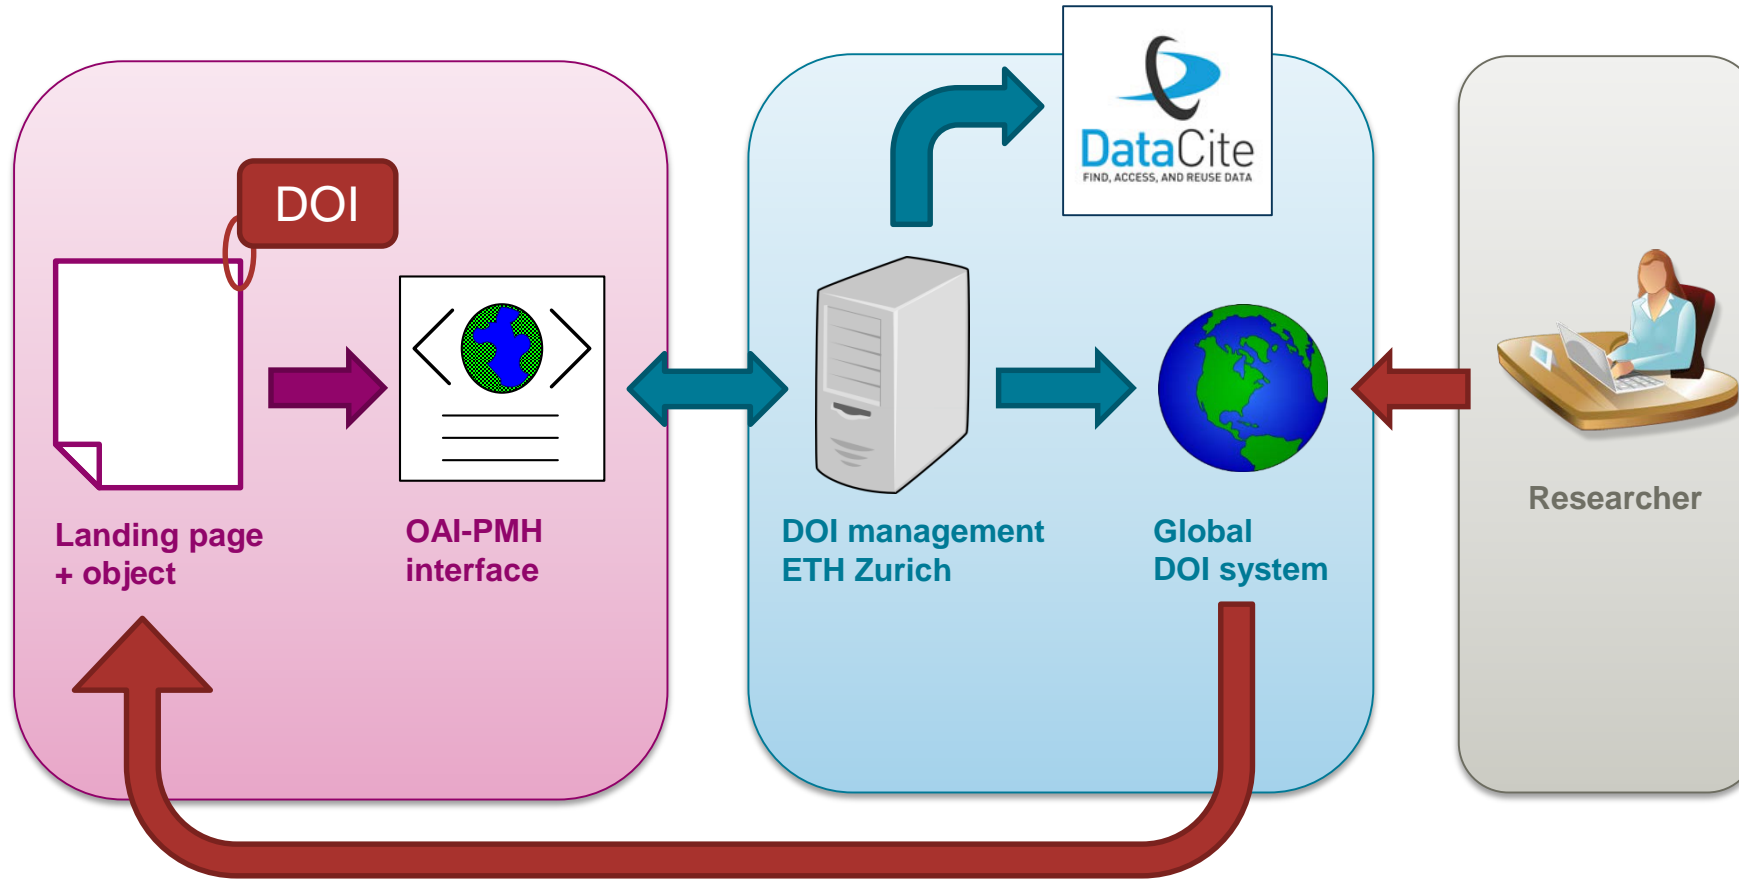 DataCite
FIND, ACCESS, AND REUSE DATA
DOI
Landing page
+ object
OAI-PMH
interface
DOI management
ETH Zurich
Global
DOI system
Researcher